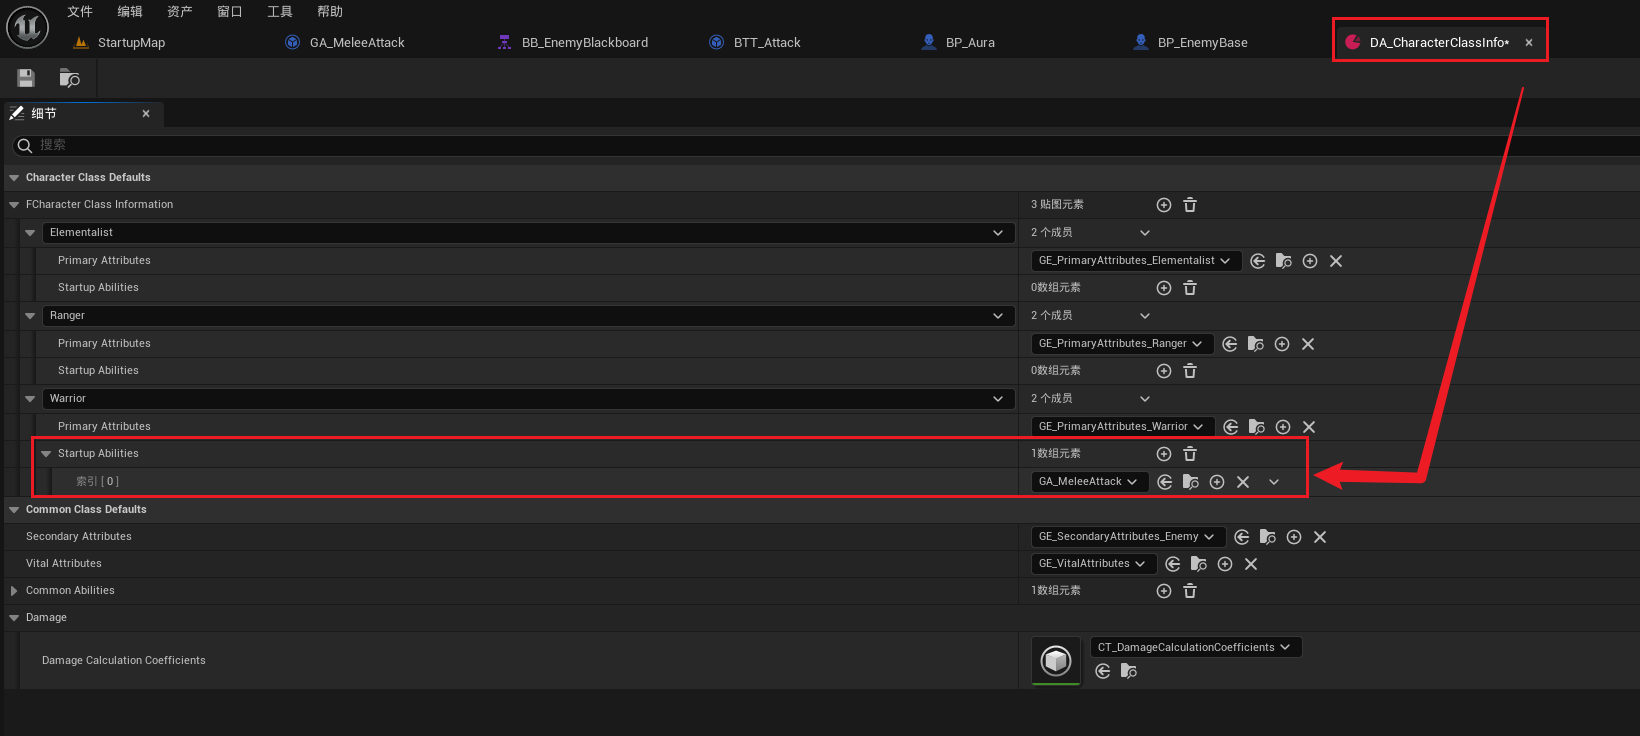 文件 编辑 资产 窗口 工具 帮助
StartupMap GA_MeleeAttack BB_EnemyBlackboard BTT_Attack BP_Aura BP_EnemyBase DA_CharacterClassInfo*
细节
搜索
Character Class Defaults
FCharacter Class Information 3 贴图元素
Elementalist 2 个成员
Primary Attributes GE_PrimaryAttributes_Elementalist
Startup Abilities 0数组元素
Ranger 2 个成员
Primary Attributes GE_PrimaryAttributes_Ranger
Startup Abilities 0数组元素
Warrior 2 个成员
Primary Attributes GE_PrimaryAttributes_Warrior
Startup Abilities 1数组元素
索引 [ 0 ] GA_MeleeAttack
Common Class Defaults
Secondary Attributes GE_SecondaryAttributes_Enemy
Vital Attributes GE_VitalAttributes
Common Abilities 1数组元素
Damage
Damage Calculation Coefficients CT_DamageCalculationCoefficients